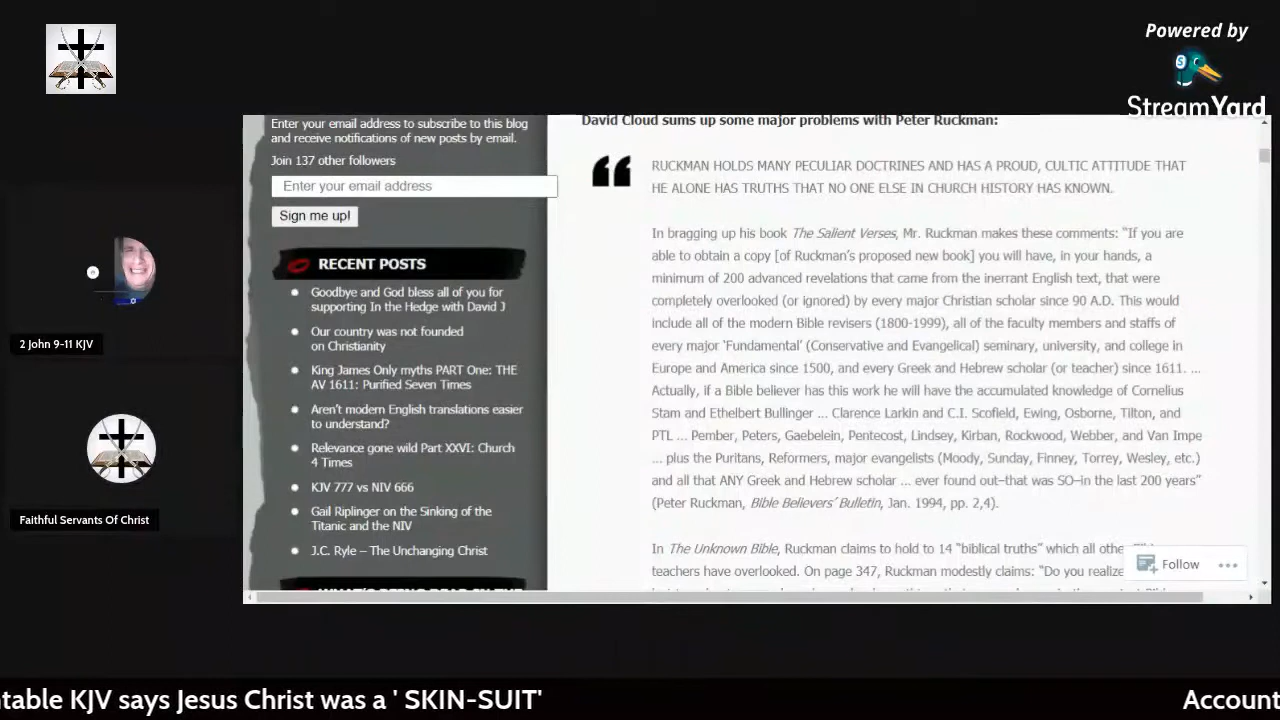 Powered by
StreamYard
2 John 9-11 KJV
Faithful Servants Of Christ
Enter your email address to subscribe to this blog
and receive notifications of new posts by email.
Join 137 other followers
Enter your email address
Sign me up!
RECENT POSTS
Goodbye and God bless all of you for
supporting In the Hedge with David J
Our country was not founded
on Christianity
King James Only myths PART One: THE
AV 1611: Purified Seven Times
Aren't modern English translations easier
to understand?
Relevance gone wild Part XXVI: Church
4 Times
KJV 777 vs NIV 666
Gail Riplinger on the Sinking of the
Titanic and the NIV
J.C. Ryle – The Unchanging Christ
David Cloud sums up some major problems with Peter Ruckman:
RUCKMAN HOLDS MANY PECULIAR DOCTRINES AND HAS A PROUD, CULTIC ATTITUDE THAT
HE ALONE HAS TRUTHS THAT NO ONE ELSE IN CHURCH HISTORY HAS KNOWN.
In bragging up his book The Salient Verses, Mr. Ruckman makes these comments: "If you are
able to obtain a copy [of Ruckman's proposed new book] you will have, in your hands, a
minimum of 200 advanced revelations that came from the inerrant English text, that were
completely overlooked (or ignored) by every major Christian scholar since 90 A.D. This would
include all of the modern Bible revisers (1800-1999), all of the faculty members and staffs of
every major 'Fundamental' (Conservative and Evangelical) seminary, university, and college in
Europe and America since 1500, and every Greek and Hebrew scholar (or teacher) since 1611. ...
Actually, if a Bible believer has this work he will have the accumulated knowledge of Cornelius
Stam and Ethelbert Bullinger ... Clarence Larkin and C.I. Scofield, Ewing, Osborne, Tilton, and
PTL ... Pember, Peters, Gaebelein, Pentecost, Lindsey, Kirban, Rockwood, Webber, and Van Impe
... plus the Puritans, Reformers, major evangelists (Moody, Sunday, Finney, Torrey, Wesley, etc.)
and all that ANY Greek and Hebrew scholar ... ever found out–that was SO–in the last 200 years"
(Peter Ruckman, Bible Believers' Bulletin, Jan. 1994, pp. 2,4).
In The Unknown Bible, Ruckman claims to hold to 14 "biblical truths" which all othe
teachers have overlooked. On page 347, Ruckman modestly claims: "Do you realize
Follow
ntable KJV says Jesus Christ was a ' SKIN-SUIT'
Account